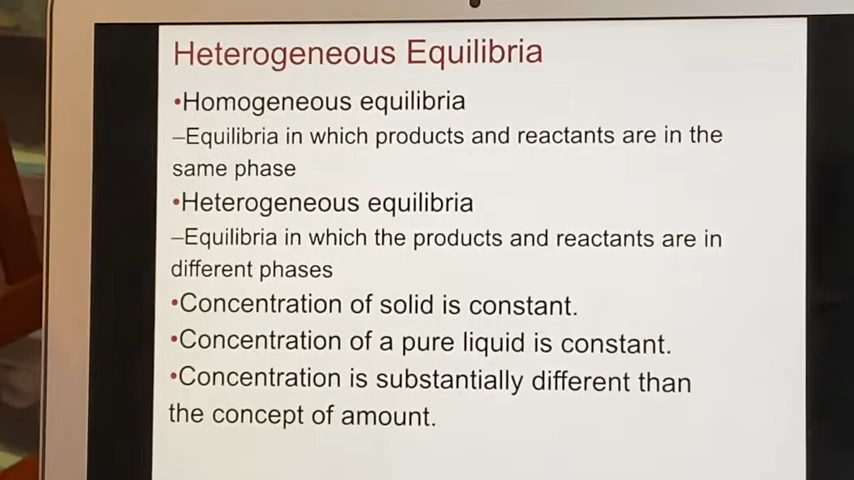 Heterogeneous Equilibria
•Homogeneous equilibria
–Equilibria in which products and reactants are in the
same phase
•Heterogeneous equilibria
–Equilibria in which the products and reactants are in
different phases
•Concentration of solid is constant.
•Concentration of a pure liquid is constant.
•Concentration is substantially different than
the concept of amount.